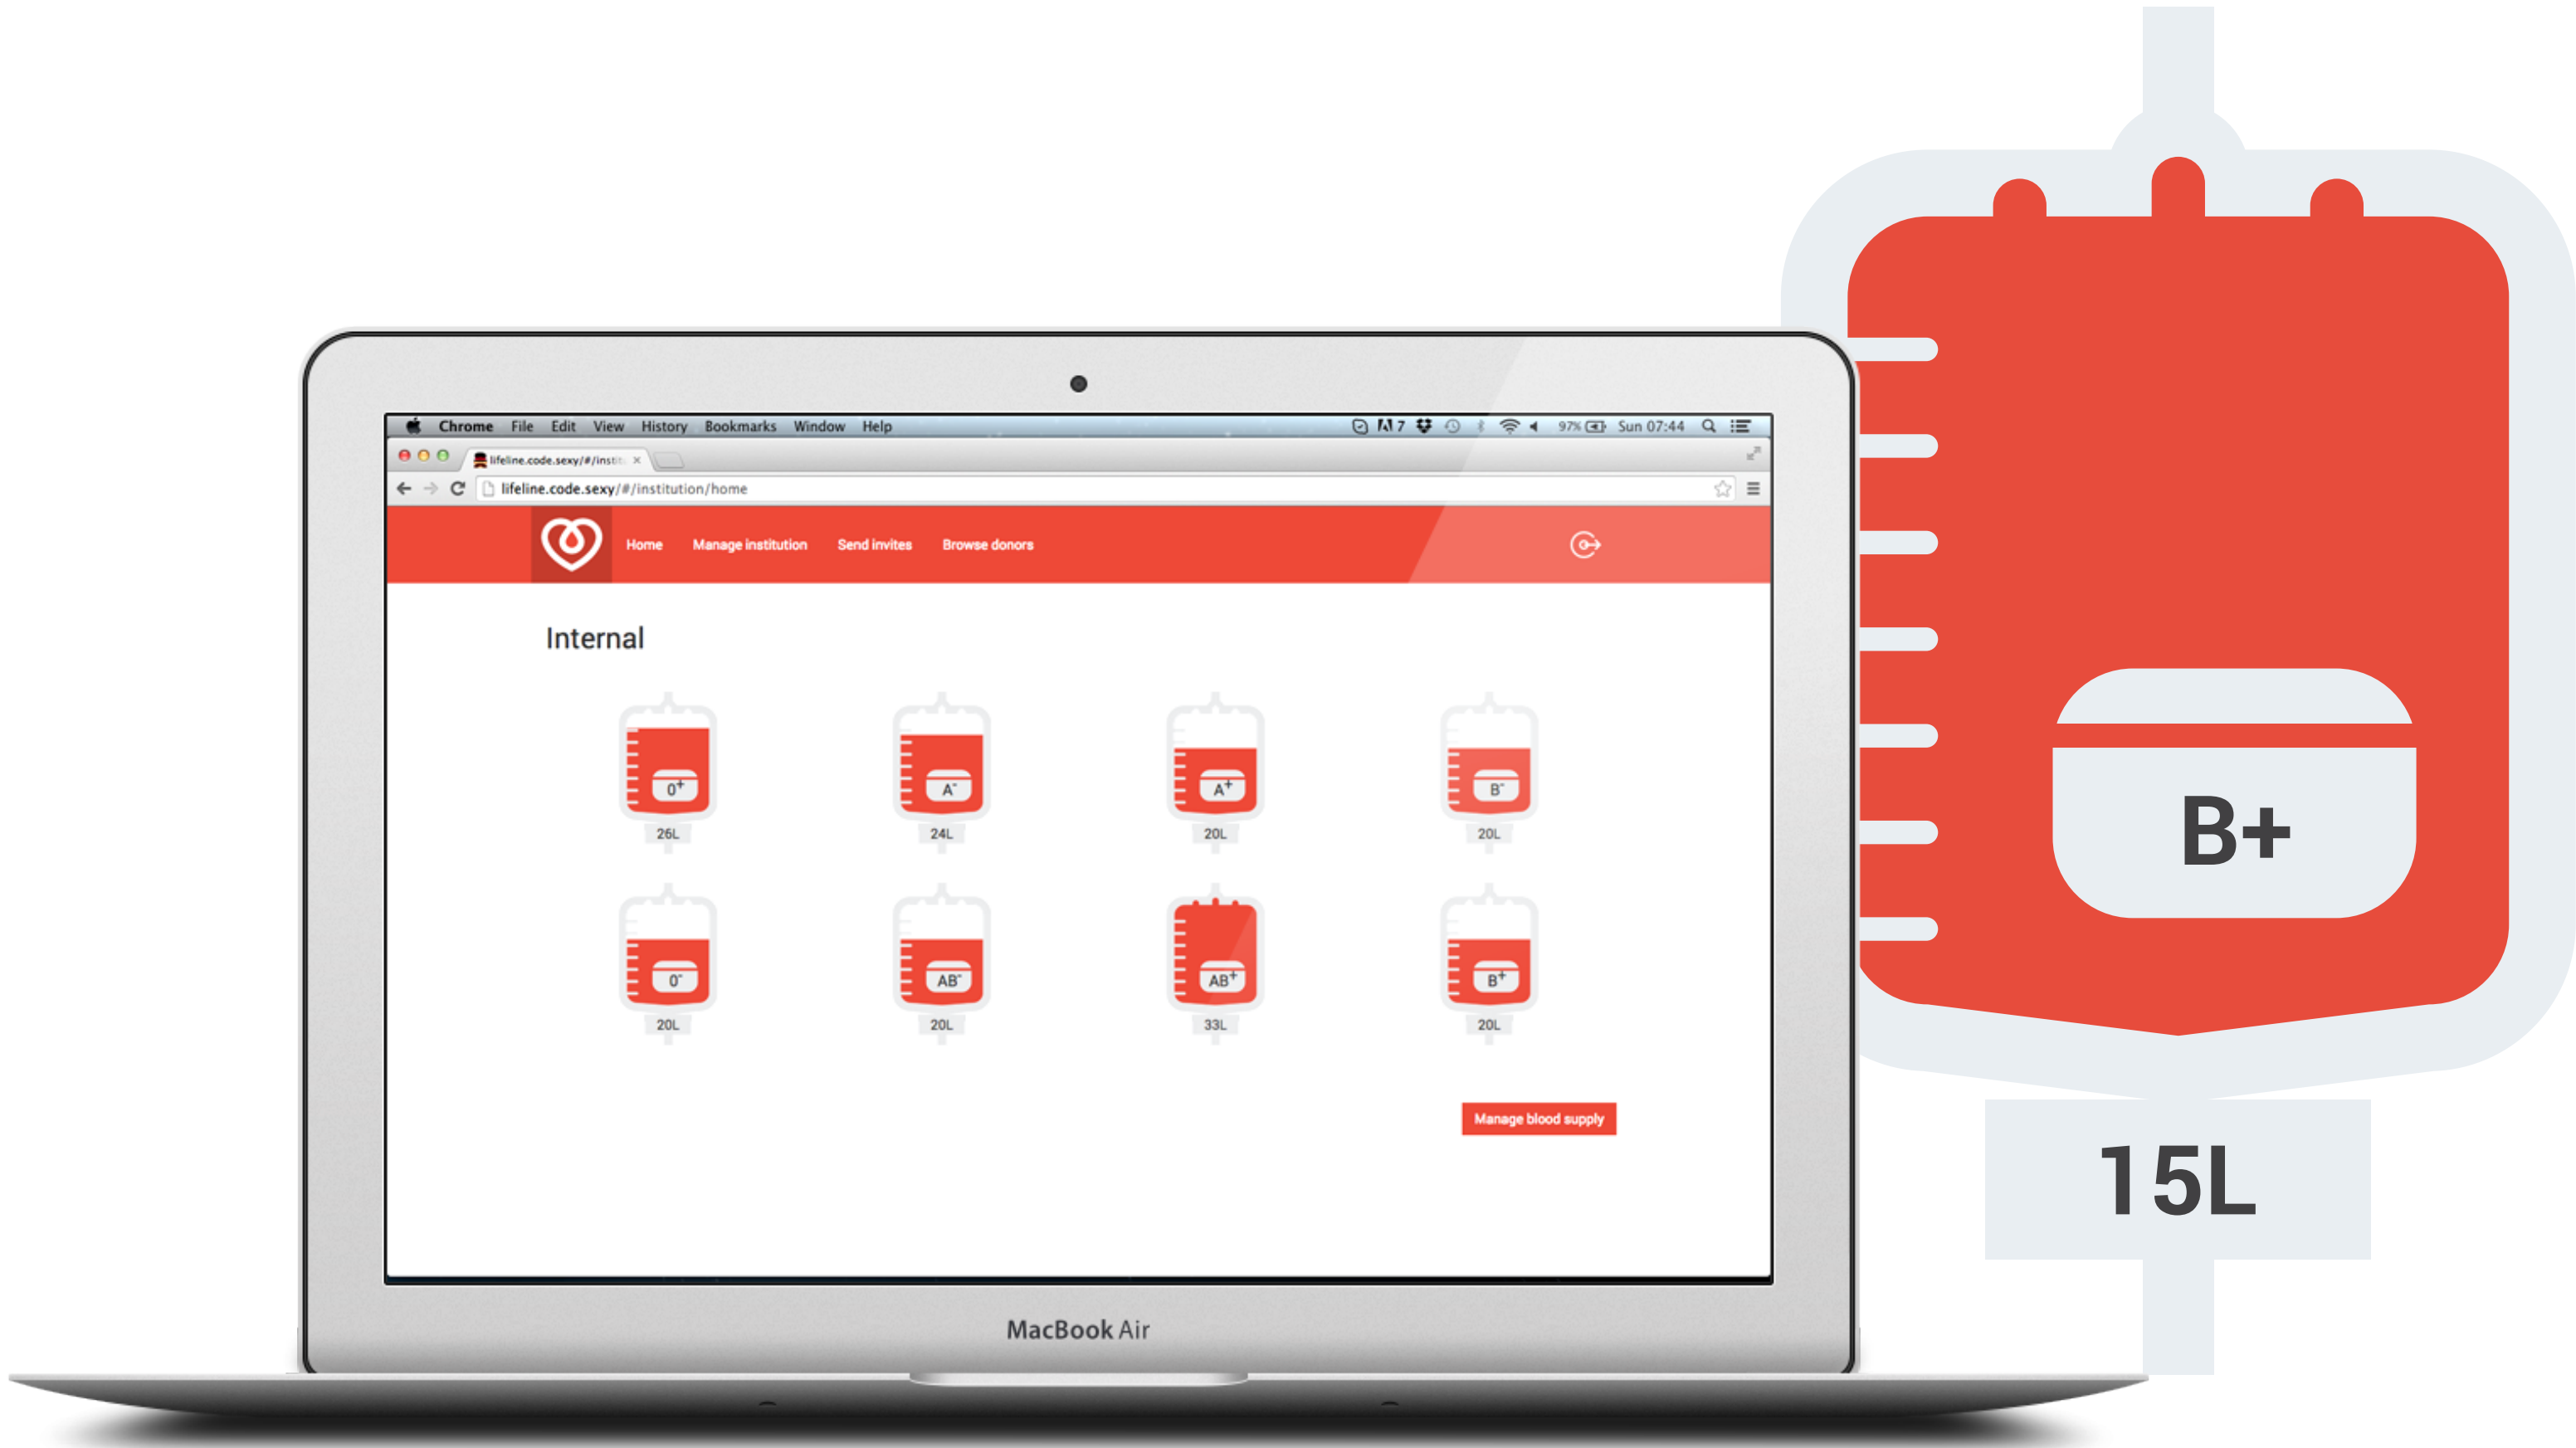 Chrome File Edit View History Bookmarks Window Help 7 97% Sun 07:44
lifeline.code.sexy/#/instit
lifeline.code.sexy/#/institution/home
Home Manage institution Send invites Browse donors
Internal
0+ A- A+ B-
26L 24L 20L 20L
0- AB- AB+ B+
20L 20L 33L 20L
Manage blood supply
MacBook Air
B+
15L